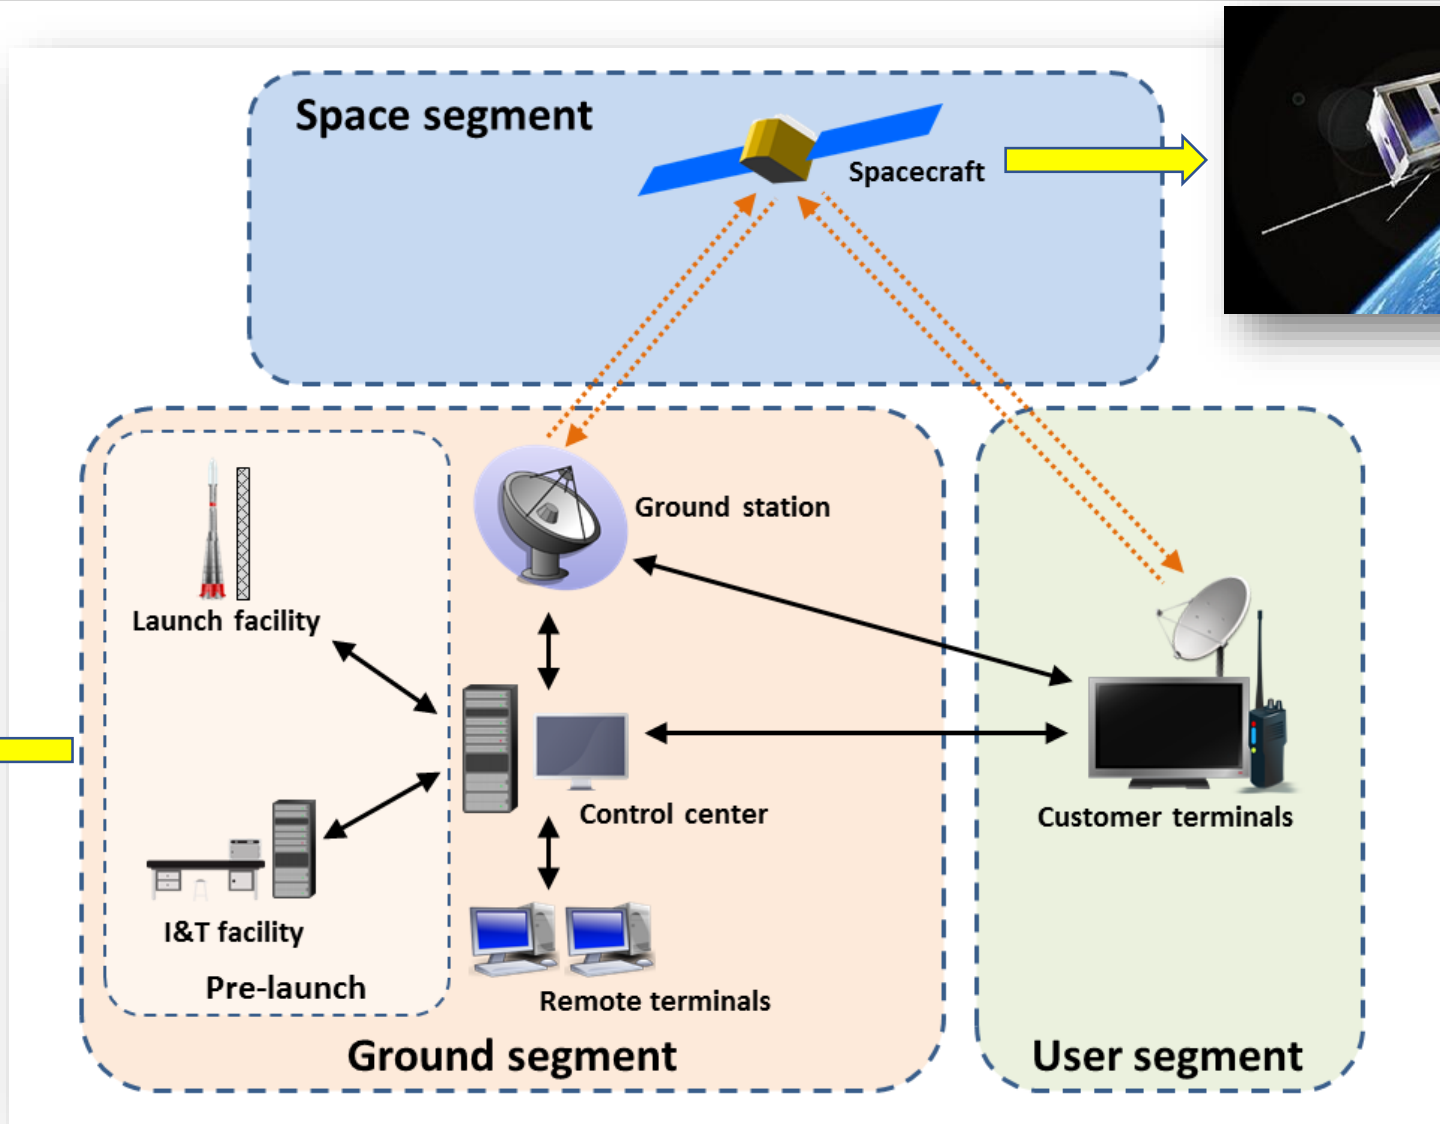 Space segment
Spacecraft
Ground station
Launch facility
Control center
Customer terminals
I&T facility
Pre-launch
Remote terminals
Ground segment
User segment